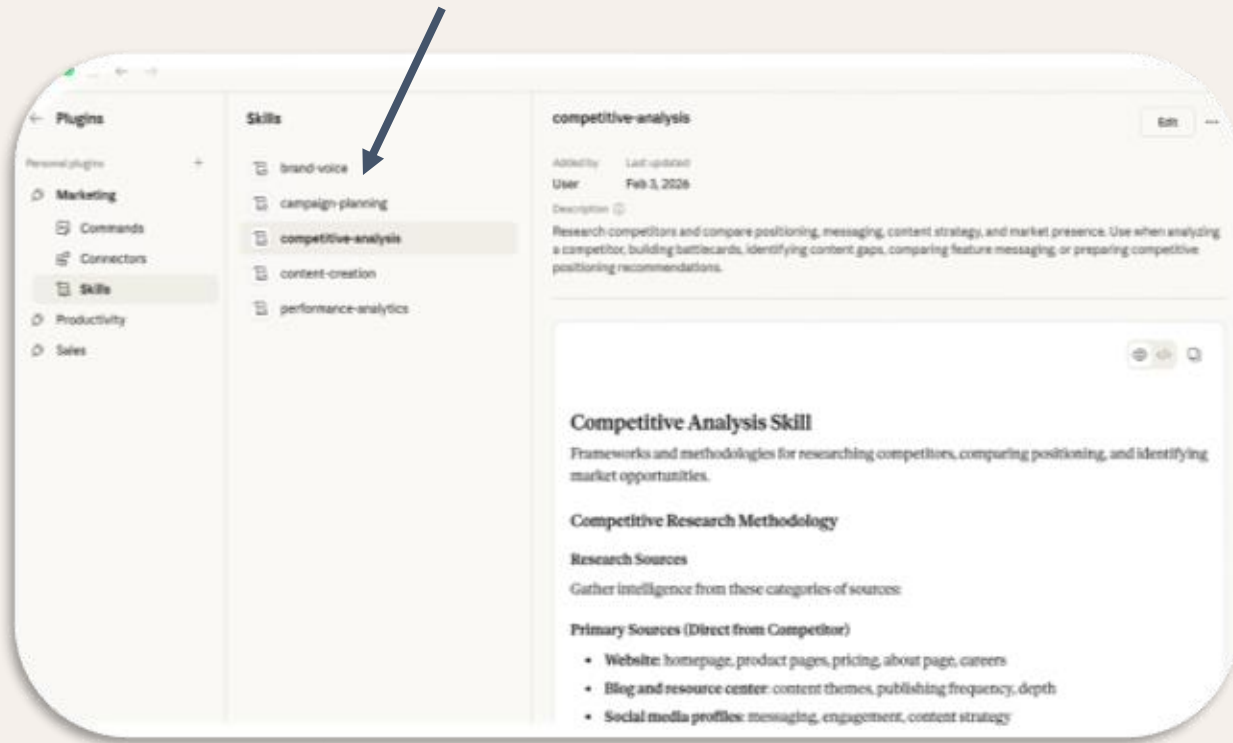 Plugins
Personal plugins
Marketing
Commands
Connectors
Skills
Productivity
Sales
Skills
brand-voice
campaign-planning
competitive-analysis
content-creation
performance-analytics
competitive-analysis
Edit
Added by Last updated
User Feb 3, 2026
Description
Research competitors and compare positioning, messaging, content strategy, and market presence. Use when analyzing
a competitor, building battlecards, identifying content gaps, comparing feature messaging, or preparing competitive
positioning recommendations.
Competitive Analysis Skill
Frameworks and methodologies for researching competitors, comparing positioning, and identifying
market opportunities.
Competitive Research Methodology
Research Sources
Gather intelligence from these categories of sources:
Primary Sources (Direct from Competitor)
• Website: homepage, product pages, pricing, about page, careers
• Blog and resource center: content themes, publishing frequency, depth
• Social media profiles: messaging, engagement, content strategy